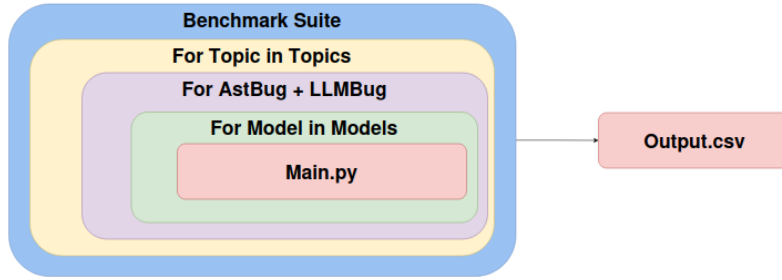 Benchmark Suite
For Topic in Topics
For AstBug + LLMBug
For Model in Models
Main.py
Output.csv